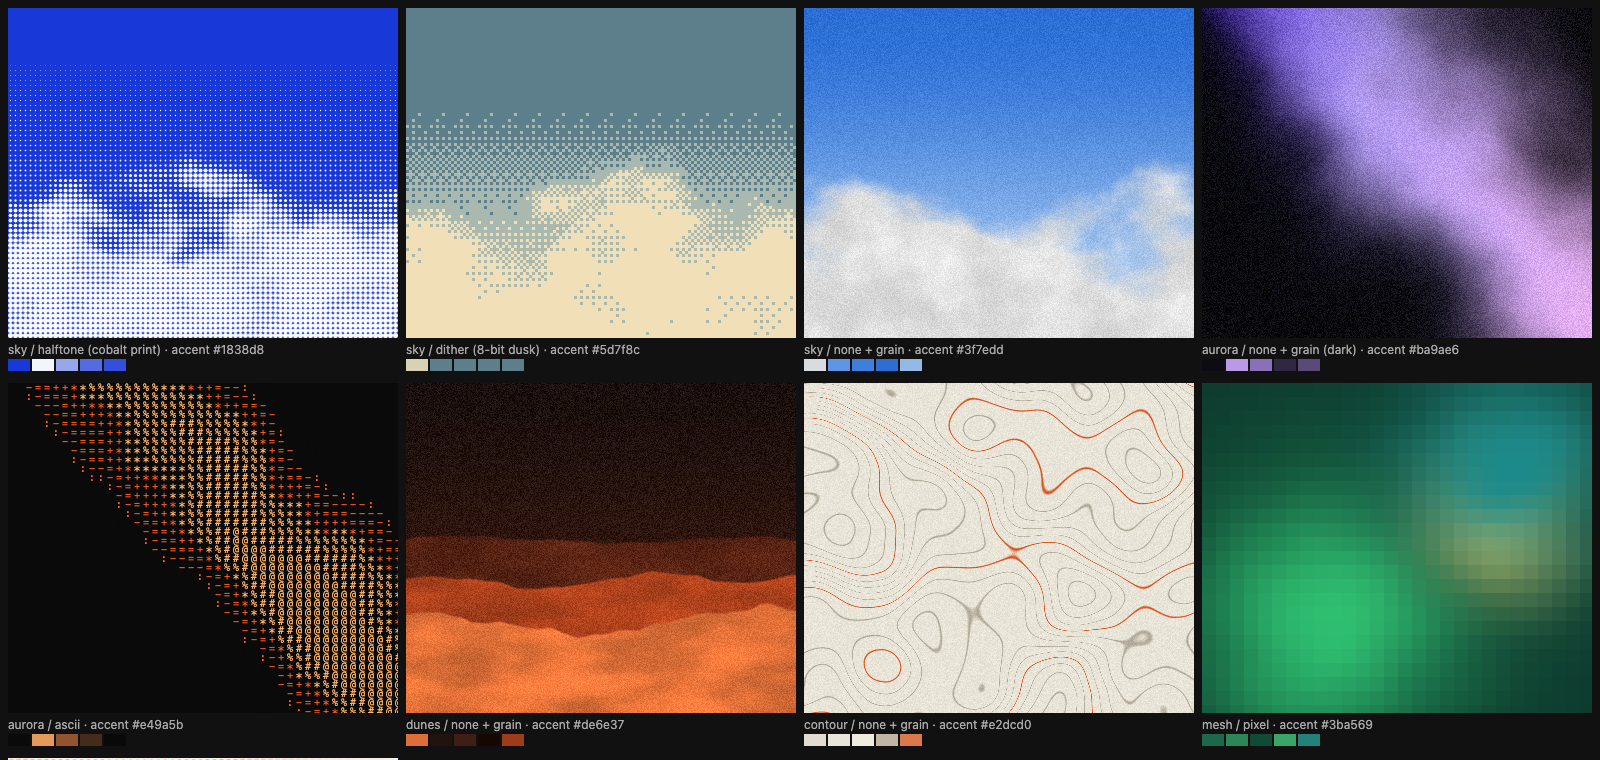 sky / halftone (cobalt print) · accent #1838d8
sky / dither (8-bit dusk) · accent #5d7f8c
sky / none + grain · accent #3f7edd
aurora / none + grain (dark) · accent #ba9ae6
aurora / ascii · accent #e49a5b
dunes / none + grain · accent #de6e37
contour / none + grain · accent #e2dcd0
mesh / pixel · accent #3ba569